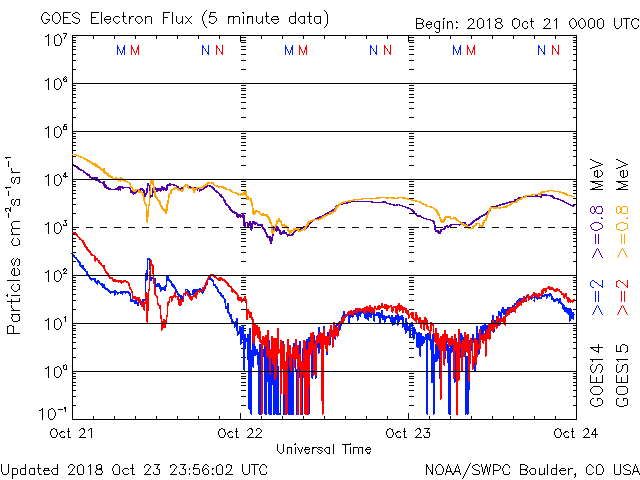 GOES Electron Flux (5 minute data)
Begin: 2018 Oct 21 0000 UTC
M M N N M M N N M M N N
10⁷
10⁶
10⁵
10⁴
10³
10²
10¹
10⁰
10⁻¹
Particles cm⁻²s⁻¹sr⁻¹
Oct 21 Oct 22 Oct 23 Oct 24
Universal Time
GOES14 >=2 >=0.8 MeV
GOES15 >=2 >=0.8 MeV
Updated 2018 Oct 23 23:56:02 UTC
NOAA/SWPC Boulder, CO USA